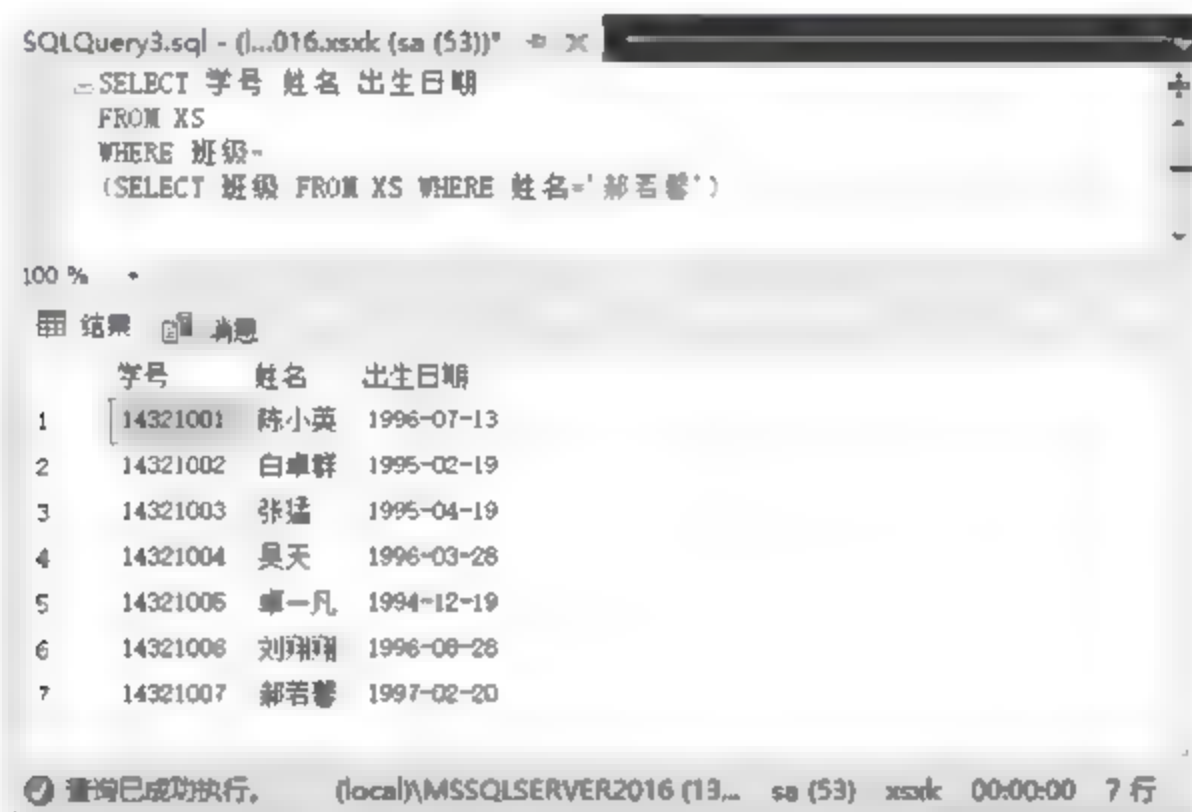 SQLQuery3.sql - (l...016.xsxk (sa (53))*
SELECT 学号 姓名 出生日期
FROM XS
WHERE 班级=
(SELECT 班级 FROM XS WHERE 姓名='郝若馨')
100 %
结果 消息
学号 姓名 出生日期
1 14321001 陈小英 1996-07-13
2 14321002 白卓群 1995-02-19
3 14321003 张猛 1995-04-19
4 14321004 吴天 1996-03-28
5 14321005 卓一凡 1994-12-19
6 14321006 刘翔翔 1996-08-28
7 14321007 郝若馨 1997-02-20
查询已成功执行。 (local)\MSSQLSERVER2016 (13... sa (53) xsxk 00:00:00 7 行